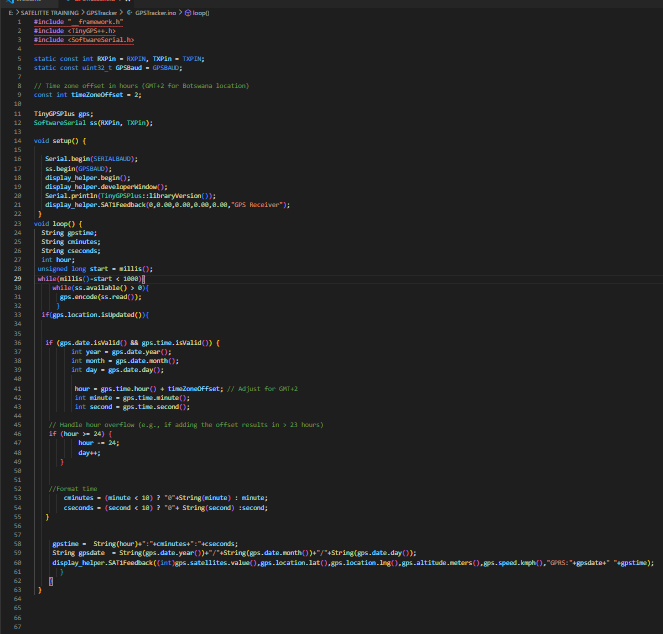 E: > SATELITTE TRAINING > GPSTracker > GPSTracker.ino > loop()
1 #include "__framework.h"
2 #include <TinyGPS++.h>
3 #include <SoftwareSerial.h>
4
5 static const int RXPin = RXPIN, TXPin = TXPIN;
6 static const uint32_t GPSBaud = GPSBAUD;
7
8 // Time zone offset in hours (GMT+2 for Botswana location)
9 const int timeZoneOffset = 2;
10
11 TinyGPSPlus gps;
12 SoftwareSerial ss(RXPin, TXPin);
13
14 void setup() {
15
16 Serial.begin(SERIALBAUD);
17 ss.begin(GPSBAUD);
18 display_helper.begin();
19 display_helper.developerWindow();
20 Serial.println(TinyGPSPlus::libraryVersion());
21 display_helper.SAT1Feedback(0,0.00,0.00,0.00,0.00,"GPS Receiver");
22 }
23 void loop() {
24 String gpstime;
25 String cminutes;
26 String cseconds;
27 int hour;
28 unsigned long start = millis();
29 while(millis()-start < 1000){
30 while(ss.available() > 0){
31 gps.encode(ss.read());
32 }
33 if(gps.location.isUpdated()){
34
35
36 if (gps.date.isValid() && gps.time.isValid()) {
37 int year = gps.date.year();
38 int month = gps.date.month();
39 int day = gps.date.day();
40
41 hour = gps.time.hour() + timeZoneOffset; // Adjust for GMT+2
42 int minute = gps.time.minute();
43 int second = gps.time.second();
44
45 // Handle hour overflow (e.g., if adding the offset results in > 23 hours)
46 if (hour >= 24) {
47 hour -= 24;
48 day++;
49 }
50
51
52 //Format time
53 cminutes = (minute < 10) ? "0"+String(minute) : minute;
54 cseconds = (second < 10) ? "0"+ String(second) :second;
55 }
56
57
58 gpstime = String(hour)+":"+cminutes+":"+cseconds;
59 String gpsdate = String(gps.date.year())+"/"+String(gps.date.month())+"/"+String(gps.date.day());
60 display_helper.SAT1Feedback((int)gps.satellites.value(),gps.location.lat(),gps.location.lng(),gps.altitude.meters(),gps.speed.kmph(),"GPRS:"+gpsdate+" "+gpstime);
61 }
62 }
63 }
64
65
66
67